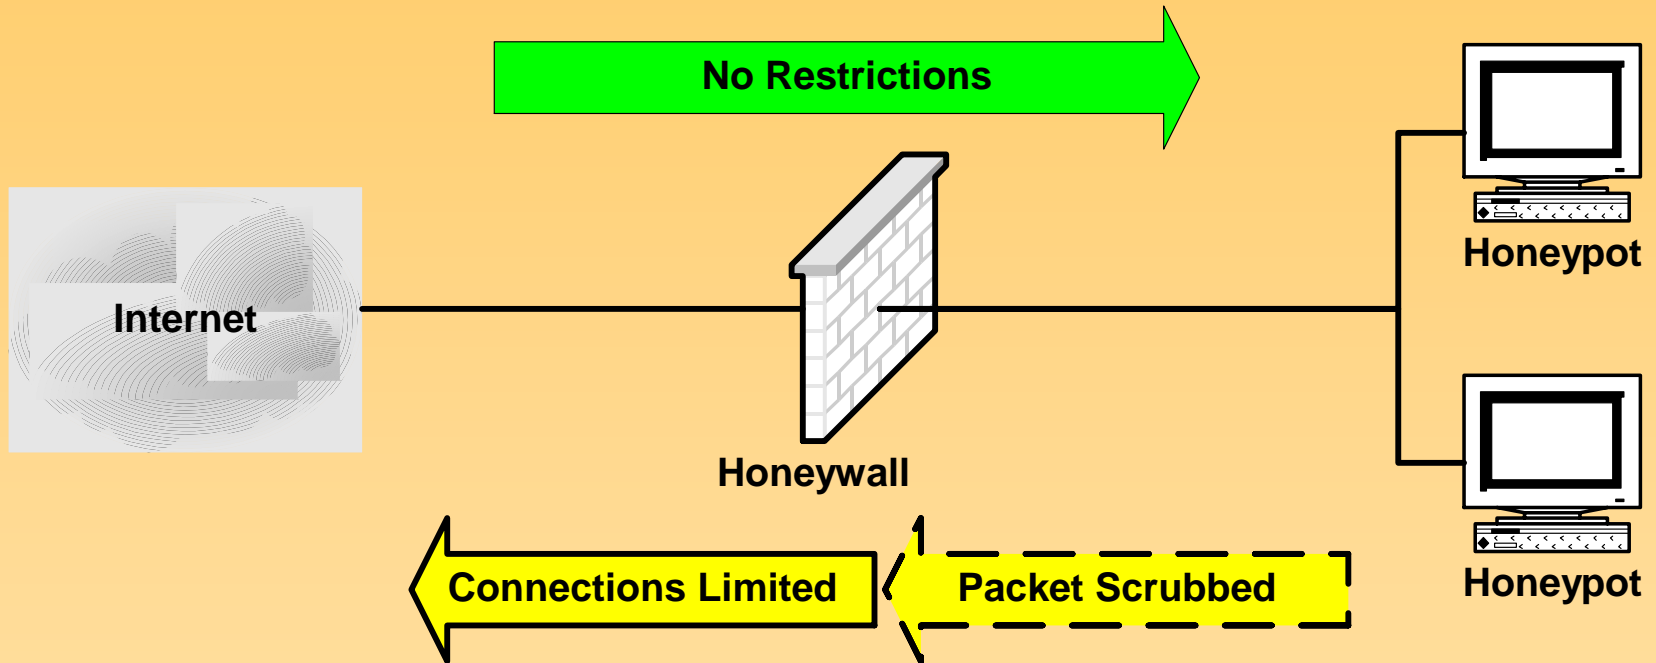 No Restrictions
Honeypot
Internet
Honeywall
Connections Limited
Packet Scrubbed
Honeypot